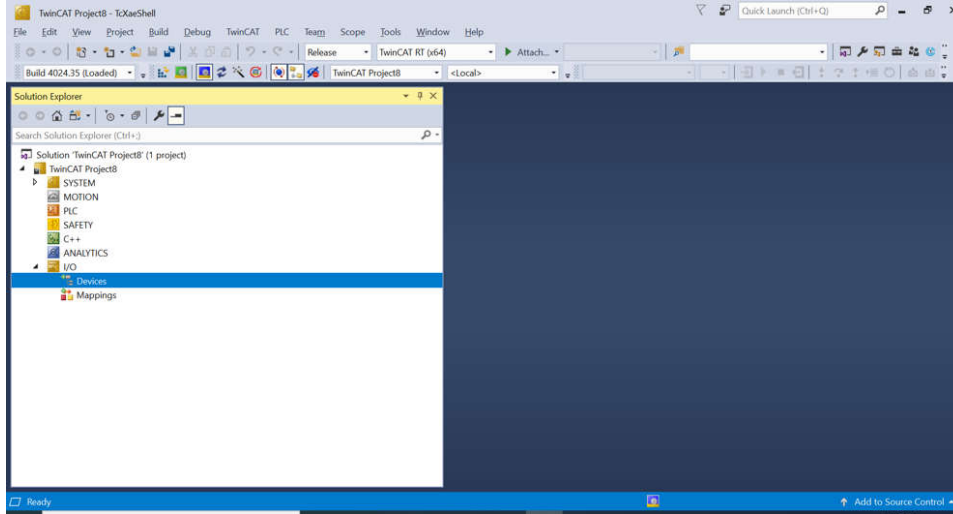 TwinCAT Project8 - TcXaeShell
Quick Launch (Ctrl+Q)
File Edit View Project Build Debug TwinCAT PLC Team Scope Tools Window Help
Release TwinCAT RT (x64) Attach...
Build 4024.35 (Loaded) TwinCAT Project8 <Local>
Solution Explorer
Search Solution Explorer (Ctrl+;)
Solution 'TwinCAT Project8' (1 project)
TwinCAT Project8
SYSTEM
MOTION
PLC
SAFETY
C++
ANALYTICS
I/O
Devices
Mappings
Ready
Add to Source Control